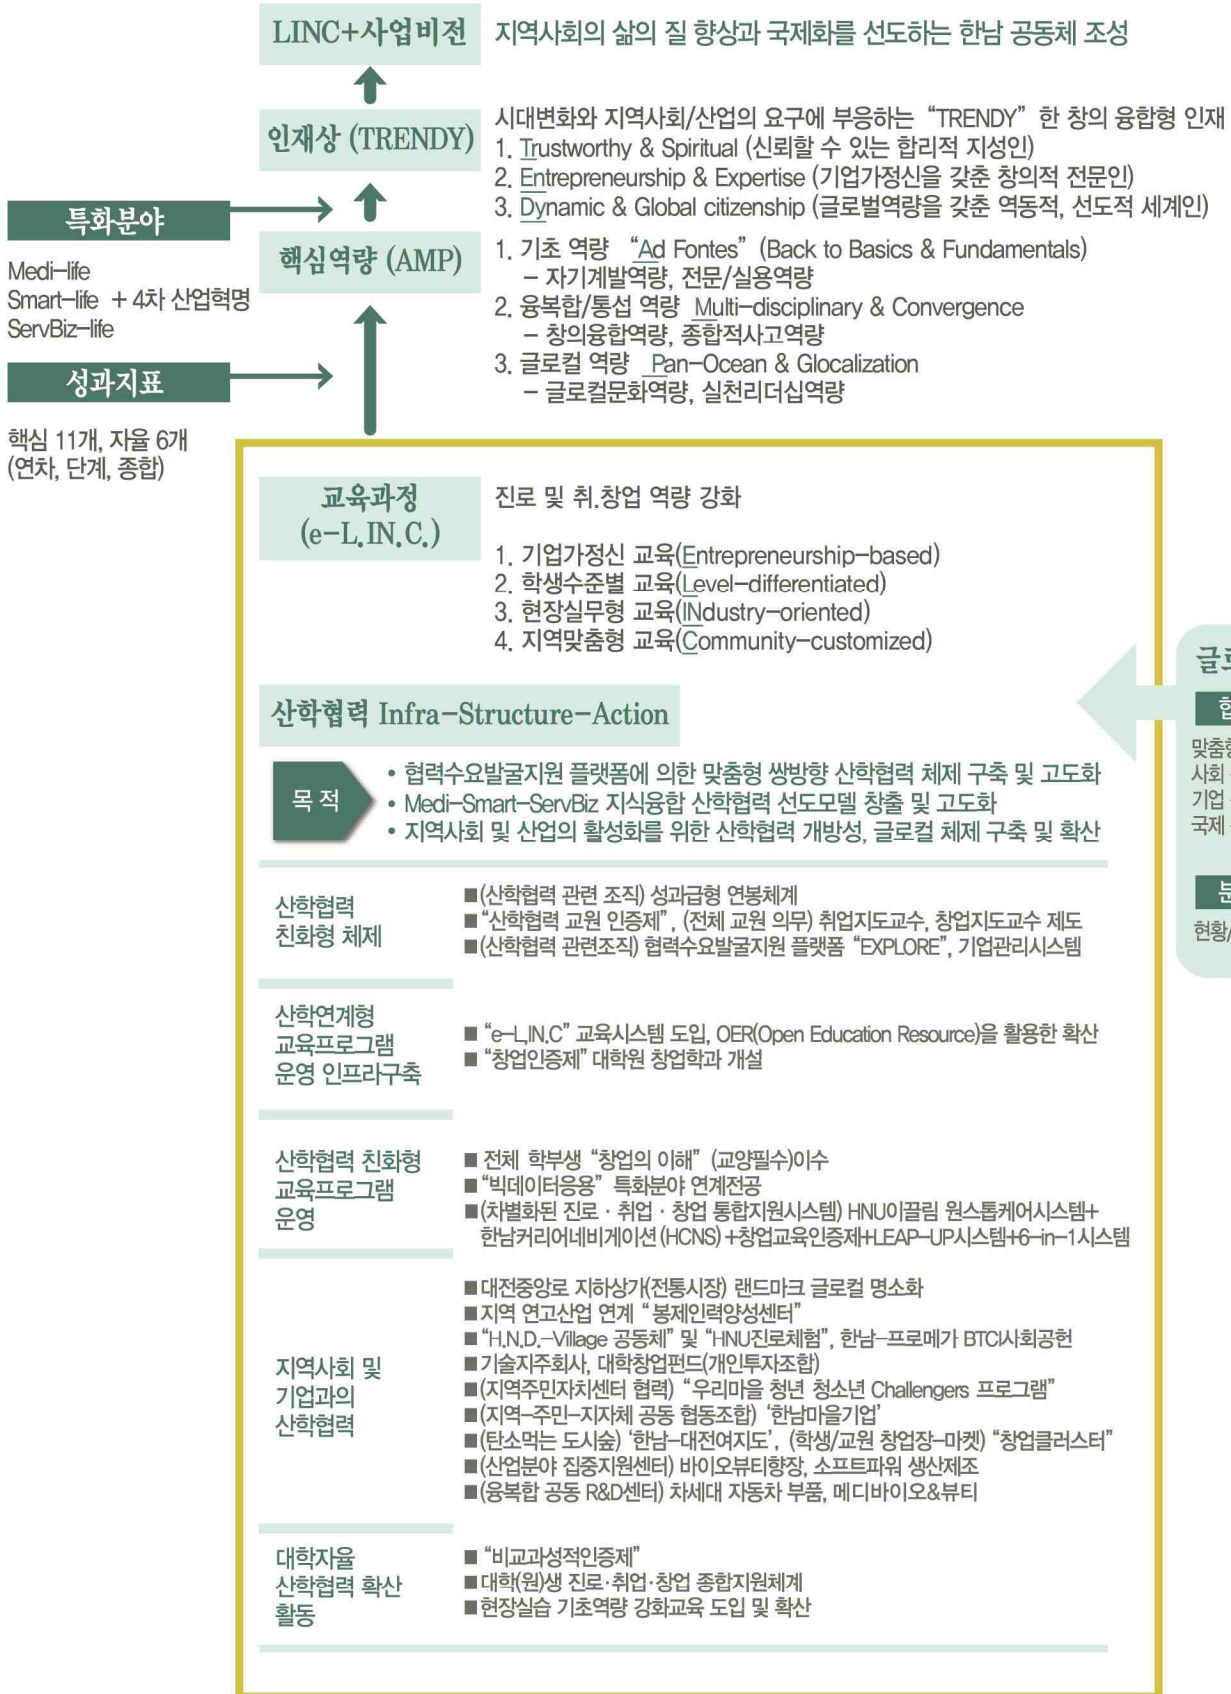 LINC+사업비전
지역사회의 삶의 질 향상과 국제화를 선도하는 한남 공동체 조성
인재상 (TRENDY)
시대변화와 지역사회/산업의 요구에 부응하는 “TRENDY” 한 창의 융합형 인재
1. Trustworthy & Spiritual (신뢰할 수 있는 합리적 지성인)
2. Entrepreneurship & Expertise (기업가정신을 갖춘 창의적 전문인)
3. Dynamic & Global citizenship (글로벌역량을 갖춘 역동적, 선도적 세계인)
특화분야
Medi-life
Smart-life + 4차 산업혁명
ServBiz-life
핵심역량 (AMP)
1. 기초 역량 “Ad Fontes” (Back to Basics & Fundamentals)
- 자기계발역량, 전문/실용역량
2. 융복합/통섭 역량 Multi-disciplinary & Convergence
- 창의융합역량, 종합적사고역량
3. 글로컬 역량 Pan-Ocean & Glocalization
- 글로컬문화역량, 실천리더십역량
성과지표
핵심 11개, 자율 6개
(연차, 단계, 종합)
교육과정
(e-L.IN.C.)
진로 및 취.창업 역량 강화
1. 기업가정신 교육(Entrepreneurship-based)
2. 학생수준별 교육(Level-differentiated)
3. 현장실무형 교육(INdustry-oriented)
4. 지역맞춤형 교육(Community-customized)
산학협력 Infra-Structure-Action
목 적
• 협력수요발굴지원 플랫폼에 의한 맞춤형 쌍방향 산학협력 체제 구축 및 고도화
• Medi-Smart-ServBiz 지식융합 산학협력 선도모델 창출 및 고도화
• 지역사회 및 산업의 활성화를 위한 산학협력 개방성, 글로컬 체제 구축 및 확산
산학협력
친화형 체제
■(산학협력 관련 조직) 성과급형 연봉체계
■“산학협력 교원 인증제”, (전체 교원 의무) 취업지도교수, 창업지도교수 제도
■(산학협력 관련조직) 협력수요발굴지원 플랫폼 “EXPLORE”, 기업관리시스템
산학연계형
교육프로그램
운영 인프라구축
■ “e-L.IN.C” 교육시스템 도입, OER(Open Education Resource)을 활용한 확산
■ “창업인증제” 대학원 창업학과 개설
산학협력 친화형
교육프로그램
운영
■ 전체 학부생 “창업의 이해” (교양필수)이수
■“빅데이터응용” 특화분야 연계전공
■(차별화된 진로 · 취업 · 창업 통합지원시스템) HNU이끌림 원스톱케어시스템+
한남커리어네비게이션(HCNS)+창업교육인증제+LEAP-UP시스템+6-in-1시스템
지역사회 및
기업과의
산학협력
■대전중앙로 지하상가(전통시장) 랜드마크 글로컬 명소화
■지역 연고산업 연계 “봉제인력양성센터”
■“H.N.D.-Village 공동체” 및 “HNU진로체험”, 한남-프로메가 BTCI사회공헌
■기술지주회사, 대학창업펀드(개인투자조합)
■(지역주민자치센터 협력) “우리마을 청년 청소년 Challengers 프로그램”
■(지역-주민-지자체 공동 협동조합) ‘한남마을기업’
■(탄소먹는 도시숲) ‘한남-대전여지도’, (학생/교원 창업장-마켓) “창업클러스터”
■(산업분야 집중지원센터) 바이오뷰티향장, 소프트파워 생산제조
■(융복합 공동 R&D센터) 차세대 자동차 부품, 메디바이오&뷰티
대학자율
산학협력 확산
활동
■ “비교과성적인증제”
■대학(원)생 진로·취업·창업 종합지원체계
■현장실습 기초역량 강화교육 도입 및 확산
사회
기업
국제
현황/